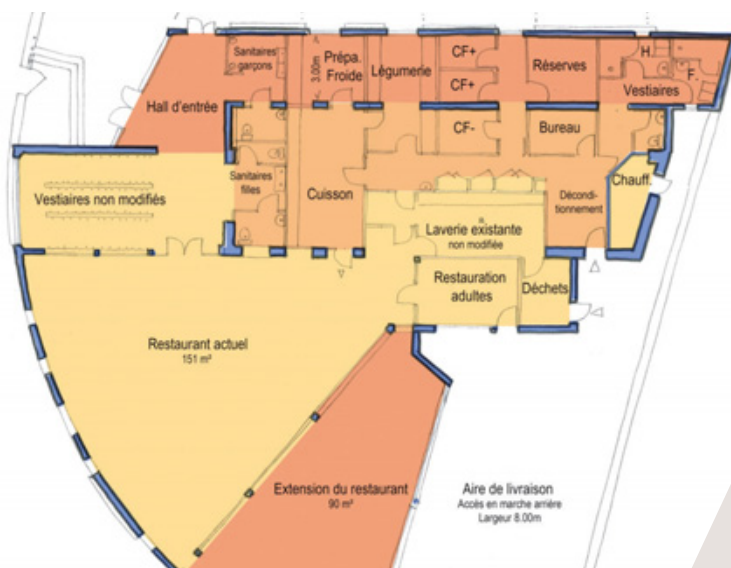 Sanitaires
garçons
3.00m
Prépa.
Froide
Légumerie
CF+
CF+
Réserves
H.
F.
Vestiaires
Hall d'entrée
CF-
Bureau
Vestiaires non modifiés
Sanitaires
filles
Cuisson
Chauff.
Décondi-
tionnement
Laverie existante
non modifiée
Restauration
adultes
Déchets
Restaurant actuel
151 m²
Extension du restaurant
90 m²
Aire de livraison
Accès en marche arrière
Largeur 8.00m